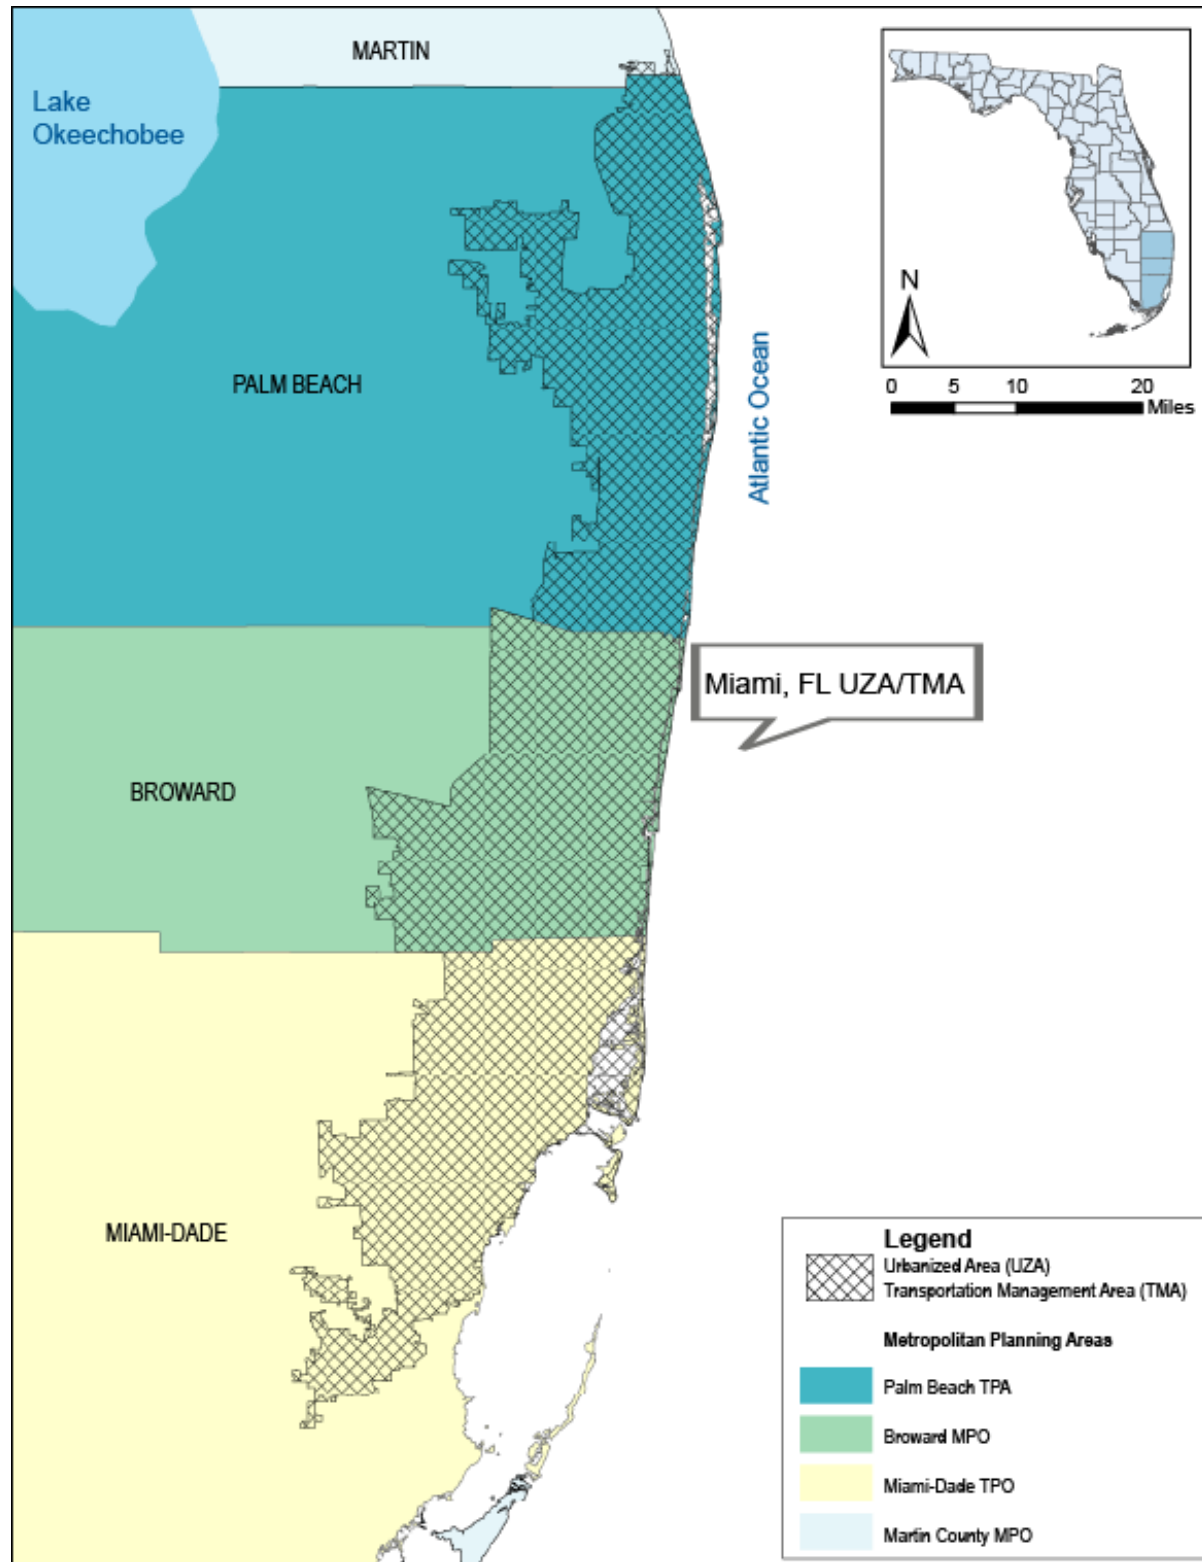 MARTIN
Lake
Okeechobee
N
0 5 10 20
Miles
PALM BEACH
Atlantic Ocean
Miami, FL UZA/TMA
BROWARD
MIAMI-DADE
Legend
Urbanized Area (UZA)
Transportation Management Area (TMA)
Metropolitan Planning Areas
Palm Beach TPA
Broward MPO
Miami-Dade TPO
Martin County MPO